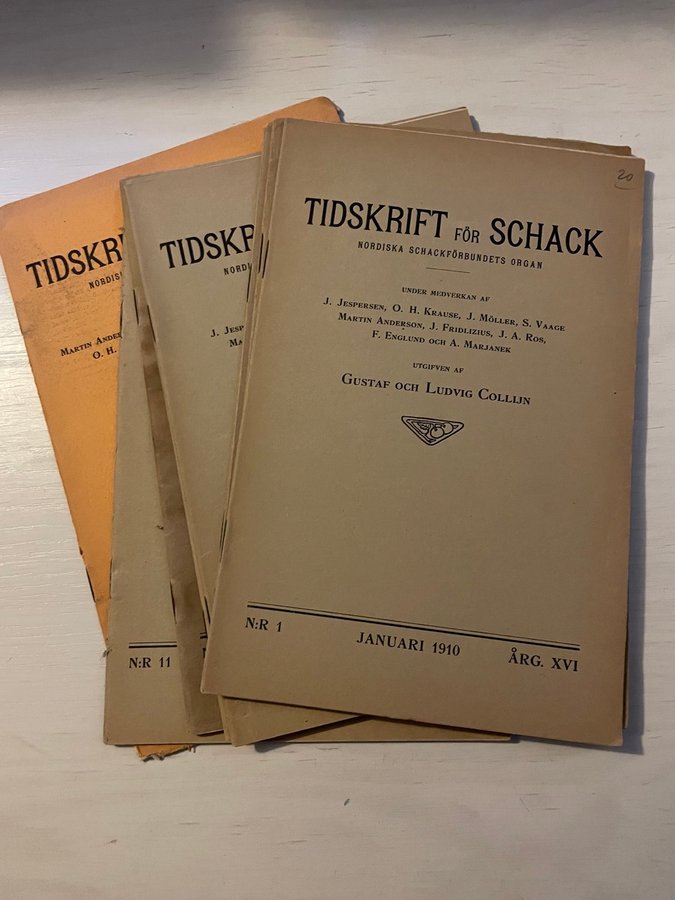 20
TIDSKRIFT FÖR SCHACK
NORDISKA SCHACKFÖRBUNDETS ORGAN
UNDER MEDVERKAN AF
J. JESPERSEN, O. H. KRAUSE, J. MÖLLER, S. VAAGE
MARTIN ANDERSON, J. FRIDLIZIUS, J. A. ROS,
F. ENGLUND OCH A. MARJANEK
UTGIFVEN AF
GUSTAF OCH LUDVIG COLLIJN
N:R 1 JANUARI 1910 ÅRG. XVI
TIDSKR
NORD
J. JESP
MA
N:R 11
TIDSKR
NORDIS
MARTIN ANDE
O. H.